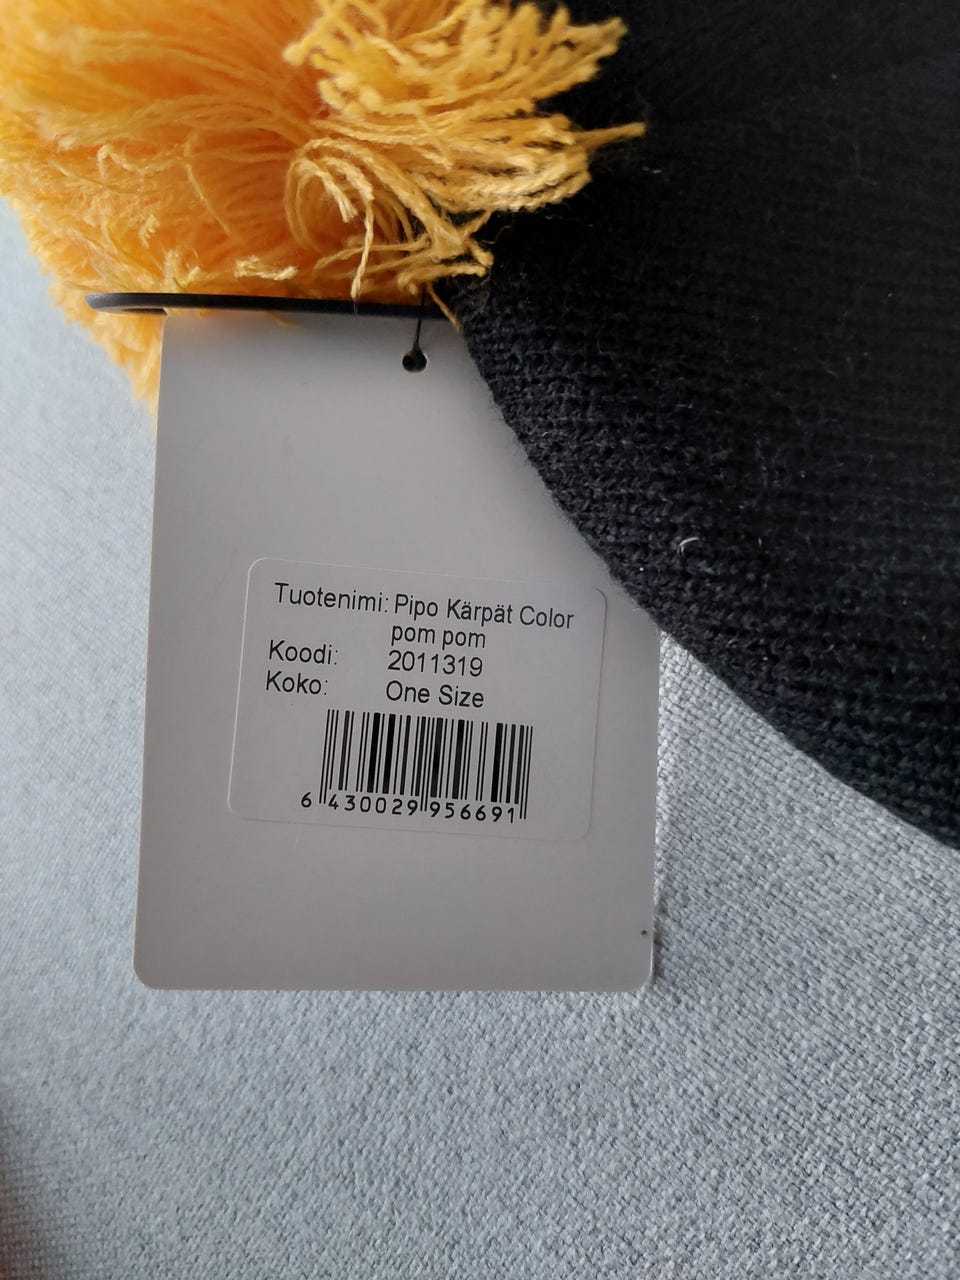 Tuotenimi: Pipo Kärpät Color
pom pom
Koodi: 2011319
Koko: One Size
6 430029 956691